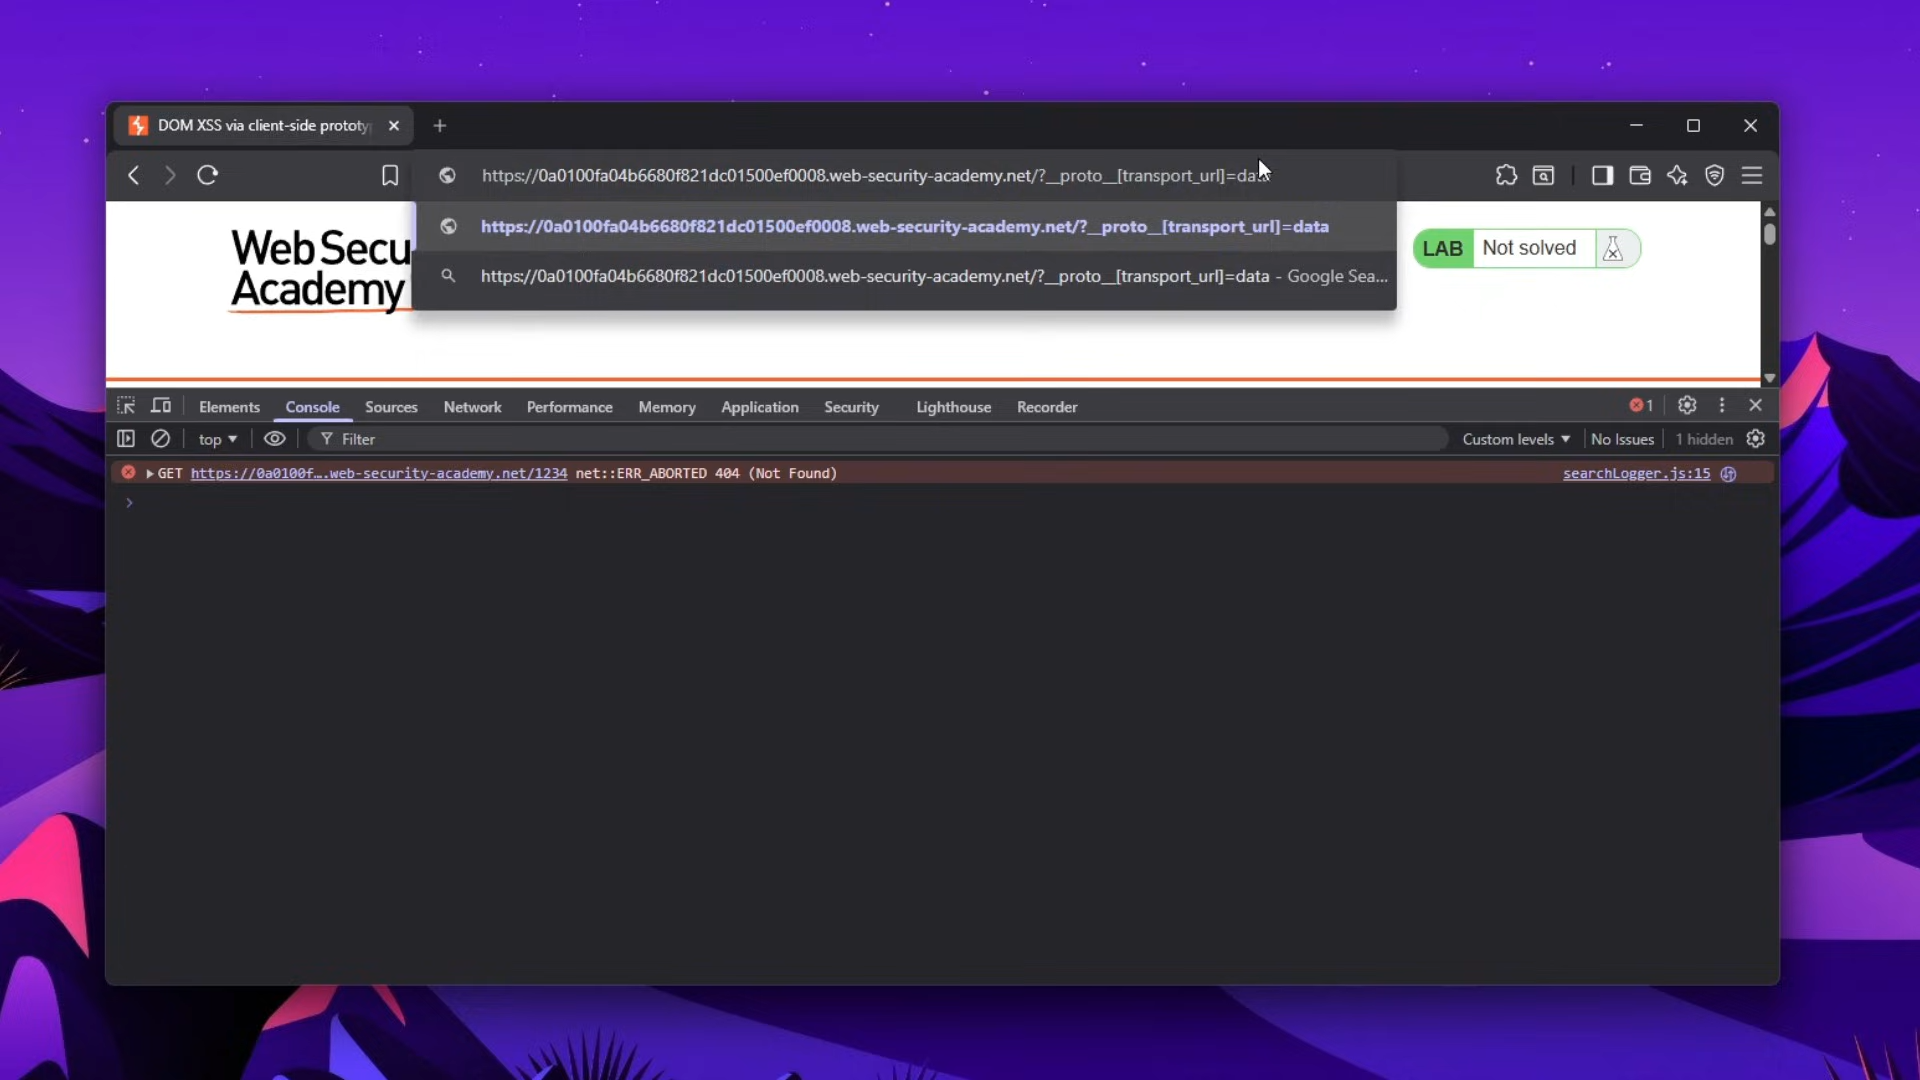 DOM XSS via client-side prototy
https://0a0100fa04b6680f821dc01500ef0008.web-security-academy.net/?__proto__[transport_url]=data
https://0a0100fa04b6680f821dc01500ef0008.web-security-academy.net/?__proto__[transport_url]=data
https://0a0100fa04b6680f821dc01500ef0008.web-security-academy.net/?__proto__[transport_url]=data - Google Sea...
Web Secu
Academy
LAB Not solved
Elements Console Sources Network Performance Memory Application Security Lighthouse Recorder 1
top Filter Custom levels No Issues 1 hidden
GET https://0a0100f….web-security-academy.net/1234 net::ERR_ABORTED 404 (Not Found) searchLogger.js:15